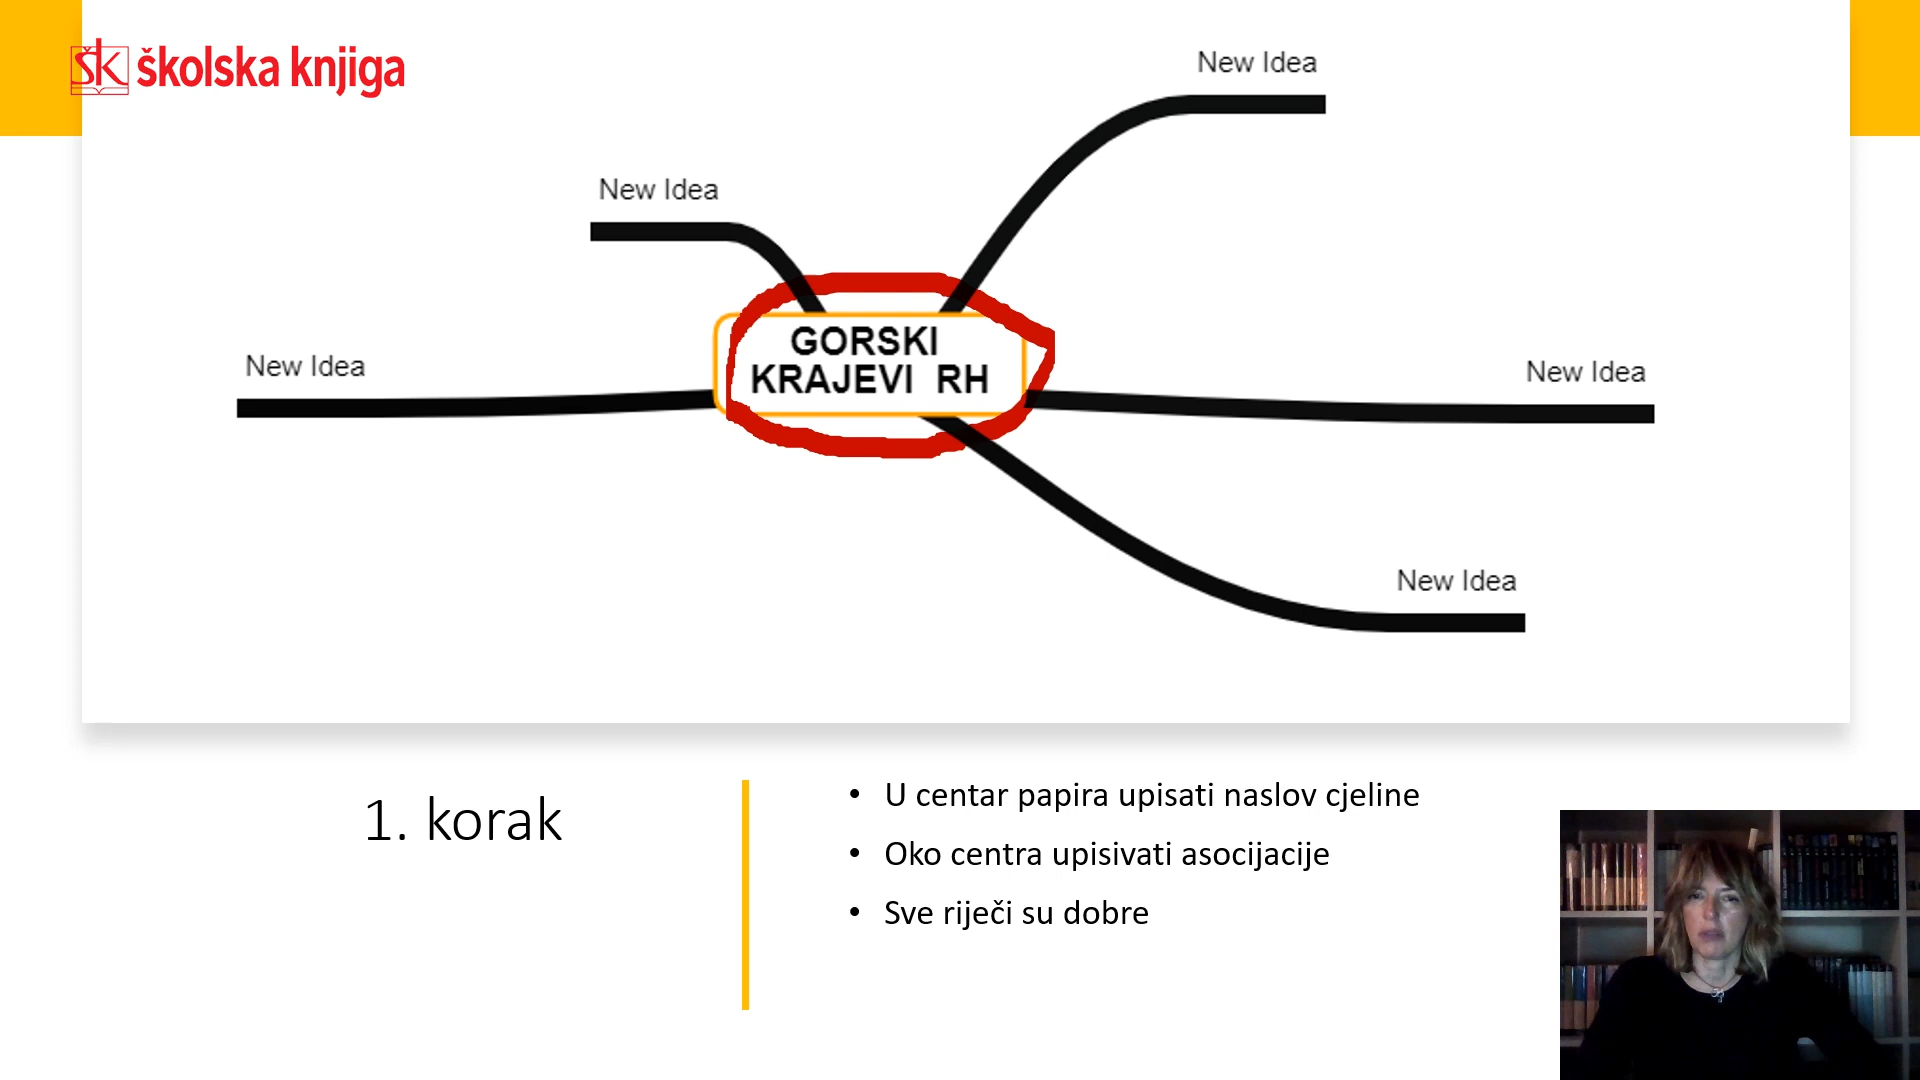 ŠK školska knjiga
New Idea
New Idea
GORSKI
KRAJEVI RH
New Idea
New Idea
New Idea
1. korak
• U centar papira upisati naslov cjeline
• Oko centra upisivati asocijacije
• Sve riječi su dobre